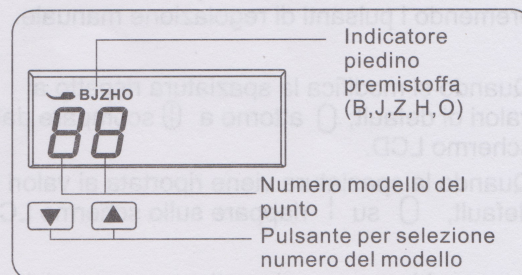 Indicatore
piedino
premistoffa
(B,J,Z,H,O)
BJZHO
88
Numero modello del
punto
Pulsante per selezione
numero del modello